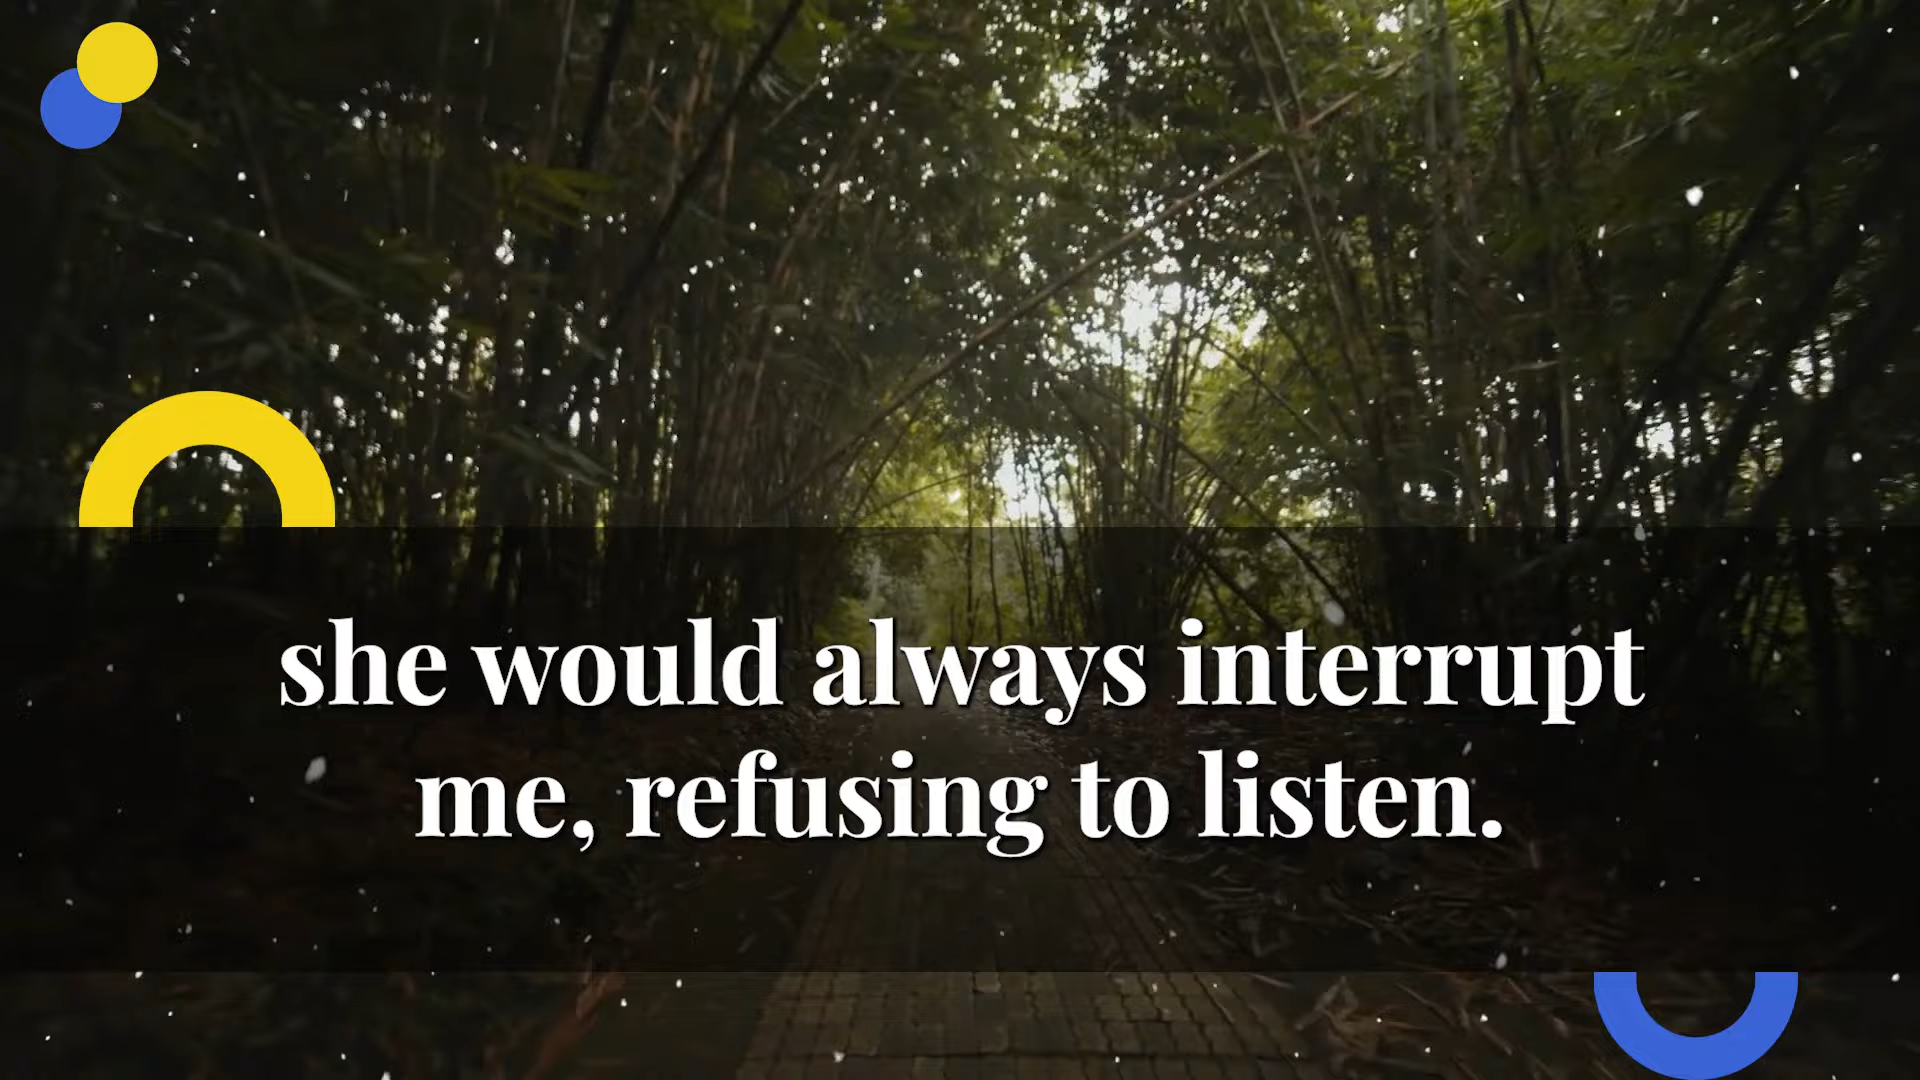 she would always interrupt
me, refusing to listen.